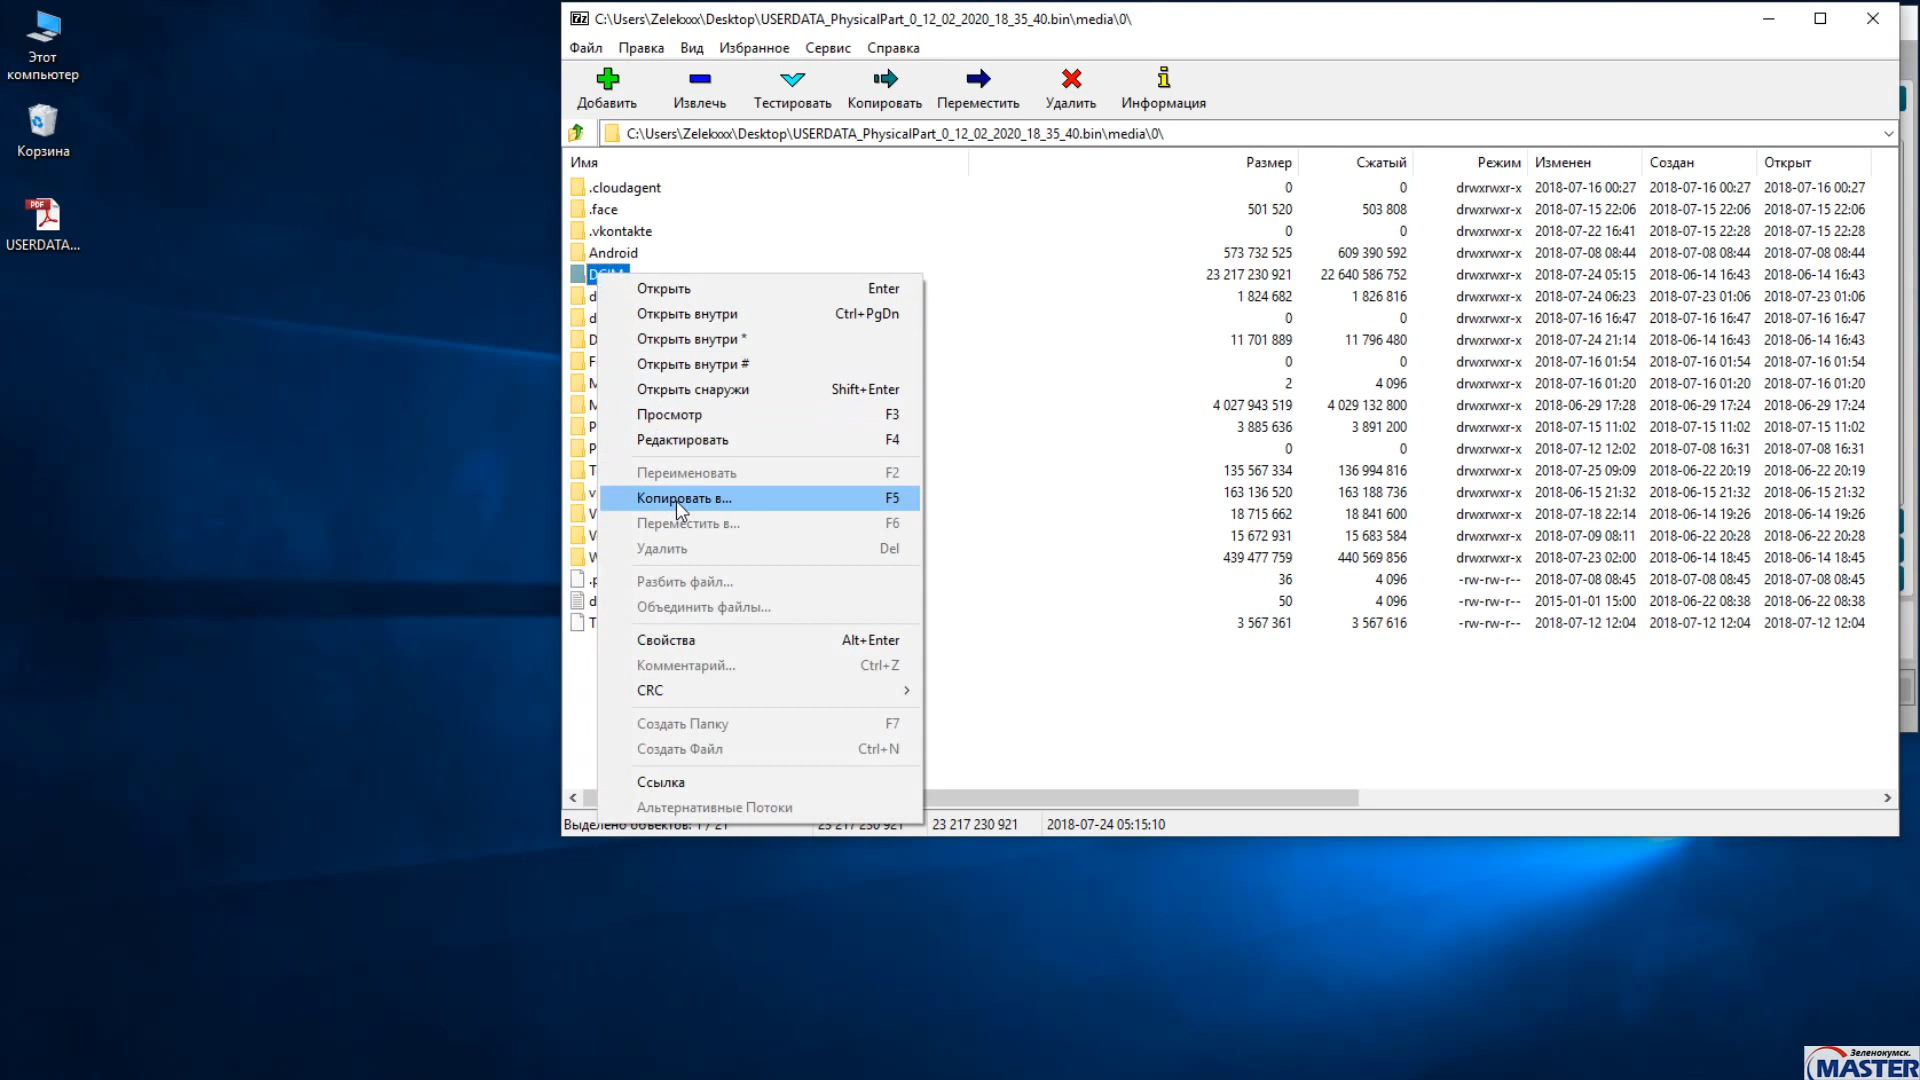 Этот
компьютер
Корзина
USERDATA...
C:\Users\Zelekxxx\Desktop\USERDATA_PhysicalPart_0_12_02_2020_18_35_40.bin\media\0\
Файл Правка Вид Избранное Сервис Справка
Добавить Извлечь Тестировать Копировать Переместить Удалить Информация
C:\Users\Zelekxxx\Desktop\USERDATA_PhysicalPart_0_12_02_2020_18_35_40.bin\media\0\
Имя Размер Сжатый Режим Изменен Создан Открыт
.cloudagent 0 0 drwxrwxr-x 2018-07-16 00:27 2018-07-16 00:27 2018-07-16 00:27
.face 501 520 503 808 drwxrwxr-x 2018-07-15 22:06 2018-07-15 22:06 2018-07-15 22:06
.vkontakte 0 0 drwxrwxr-x 2018-07-22 16:41 2018-07-15 22:28 2018-07-15 22:28
Android 573 732 525 609 390 592 drwxrwxr-x 2018-07-08 08:44 2018-07-08 08:44 2018-07-08 08:44
DCIM 23 217 230 921 22 640 586 752 drwxrwxr-x 2018-07-24 05:15 2018-06-14 16:43 2018-06-14 16:43
d 1 824 682 1 826 816 drwxrwxr-x 2018-07-24 06:23 2018-07-23 01:06 2018-07-23 01:06
d 0 0 drwxrwxr-x 2018-07-16 16:47 2018-07-16 16:47 2018-07-16 16:47
D 11 701 889 11 796 480 drwxrwxr-x 2018-07-24 21:14 2018-06-14 16:43 2018-06-14 16:43
F 0 0 drwxrwxr-x 2018-07-16 01:54 2018-07-16 01:54 2018-07-16 01:54
M 2 4 096 drwxrwxr-x 2018-07-16 01:20 2018-07-16 01:20 2018-07-16 01:20
M 4 027 943 519 4 029 132 800 drwxrwxr-x 2018-06-29 17:28 2018-06-29 17:24 2018-06-29 17:24
P 3 885 636 3 891 200 drwxrwxr-x 2018-07-15 11:02 2018-07-15 11:02 2018-07-15 11:02
P 0 0 drwxrwxr-x 2018-07-12 12:02 2018-07-08 16:31 2018-07-08 16:31
T 135 567 334 136 994 816 drwxrwxr-x 2018-07-25 09:09 2018-06-22 20:19 2018-06-22 20:19
v 163 136 520 163 188 736 drwxrwxr-x 2018-06-15 21:32 2018-06-15 21:32 2018-06-15 21:32
V 18 715 662 18 841 600 drwxrwxr-x 2018-07-18 22:14 2018-06-14 19:26 2018-06-14 19:26
V 15 672 931 15 683 584 drwxrwxr-x 2018-07-09 08:11 2018-06-22 20:28 2018-06-22 20:28
W 439 477 759 440 569 856 drwxrwxr-x 2018-07-23 02:00 2018-06-14 18:45 2018-06-14 18:45
.p 36 4 096 -rw-rw-r-- 2018-07-08 08:45 2018-07-08 08:45 2018-07-08 08:45
d 50 4 096 -rw-rw-r-- 2015-01-01 15:00 2018-06-22 08:38 2018-06-22 08:38
T 3 567 361 3 567 616 -rw-rw-r-- 2018-07-12 12:04 2018-07-12 12:04 2018-07-12 12:04
Открыть Enter
Открыть внутри Ctrl+PgDn
Открыть внутри *
Открыть внутри #
Открыть снаружи Shift+Enter
Просмотр F3
Редактировать F4
Переименовать F2
Копировать в... F5
Переместить в... F6
Удалить Del
Разбить файл...
Объединить файлы...
Свойства Alt+Enter
Комментарий... Ctrl+Z
CRC
Создать Папку F7
Создать Файл Ctrl+N
Ссылка
Альтернативные Потоки
Выделено объектов: 1 / 21 23 217 230 921 23 217 230 921 2018-07-24 05:15:10
Зеленокумск.
MASTER